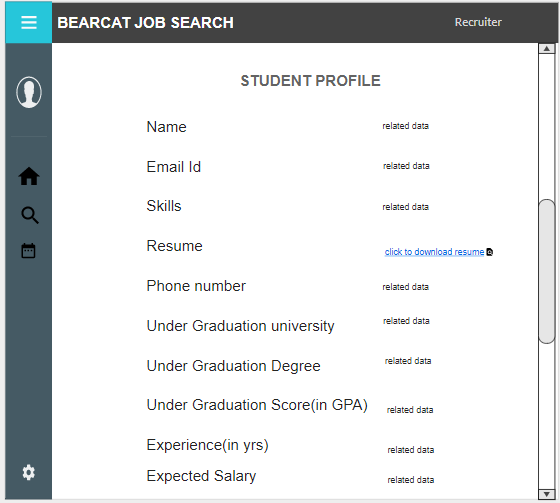 BEARCAT JOB SEARCH Recruiter
STUDENT PROFILE
Name related data
Email Id related data
Skills related data
Resume click to download resume
Phone number related data
Under Graduation university related data
Under Graduation Degree related data
Under Graduation Score(in GPA) related data
Experience(in yrs) related data
Expected Salary related data